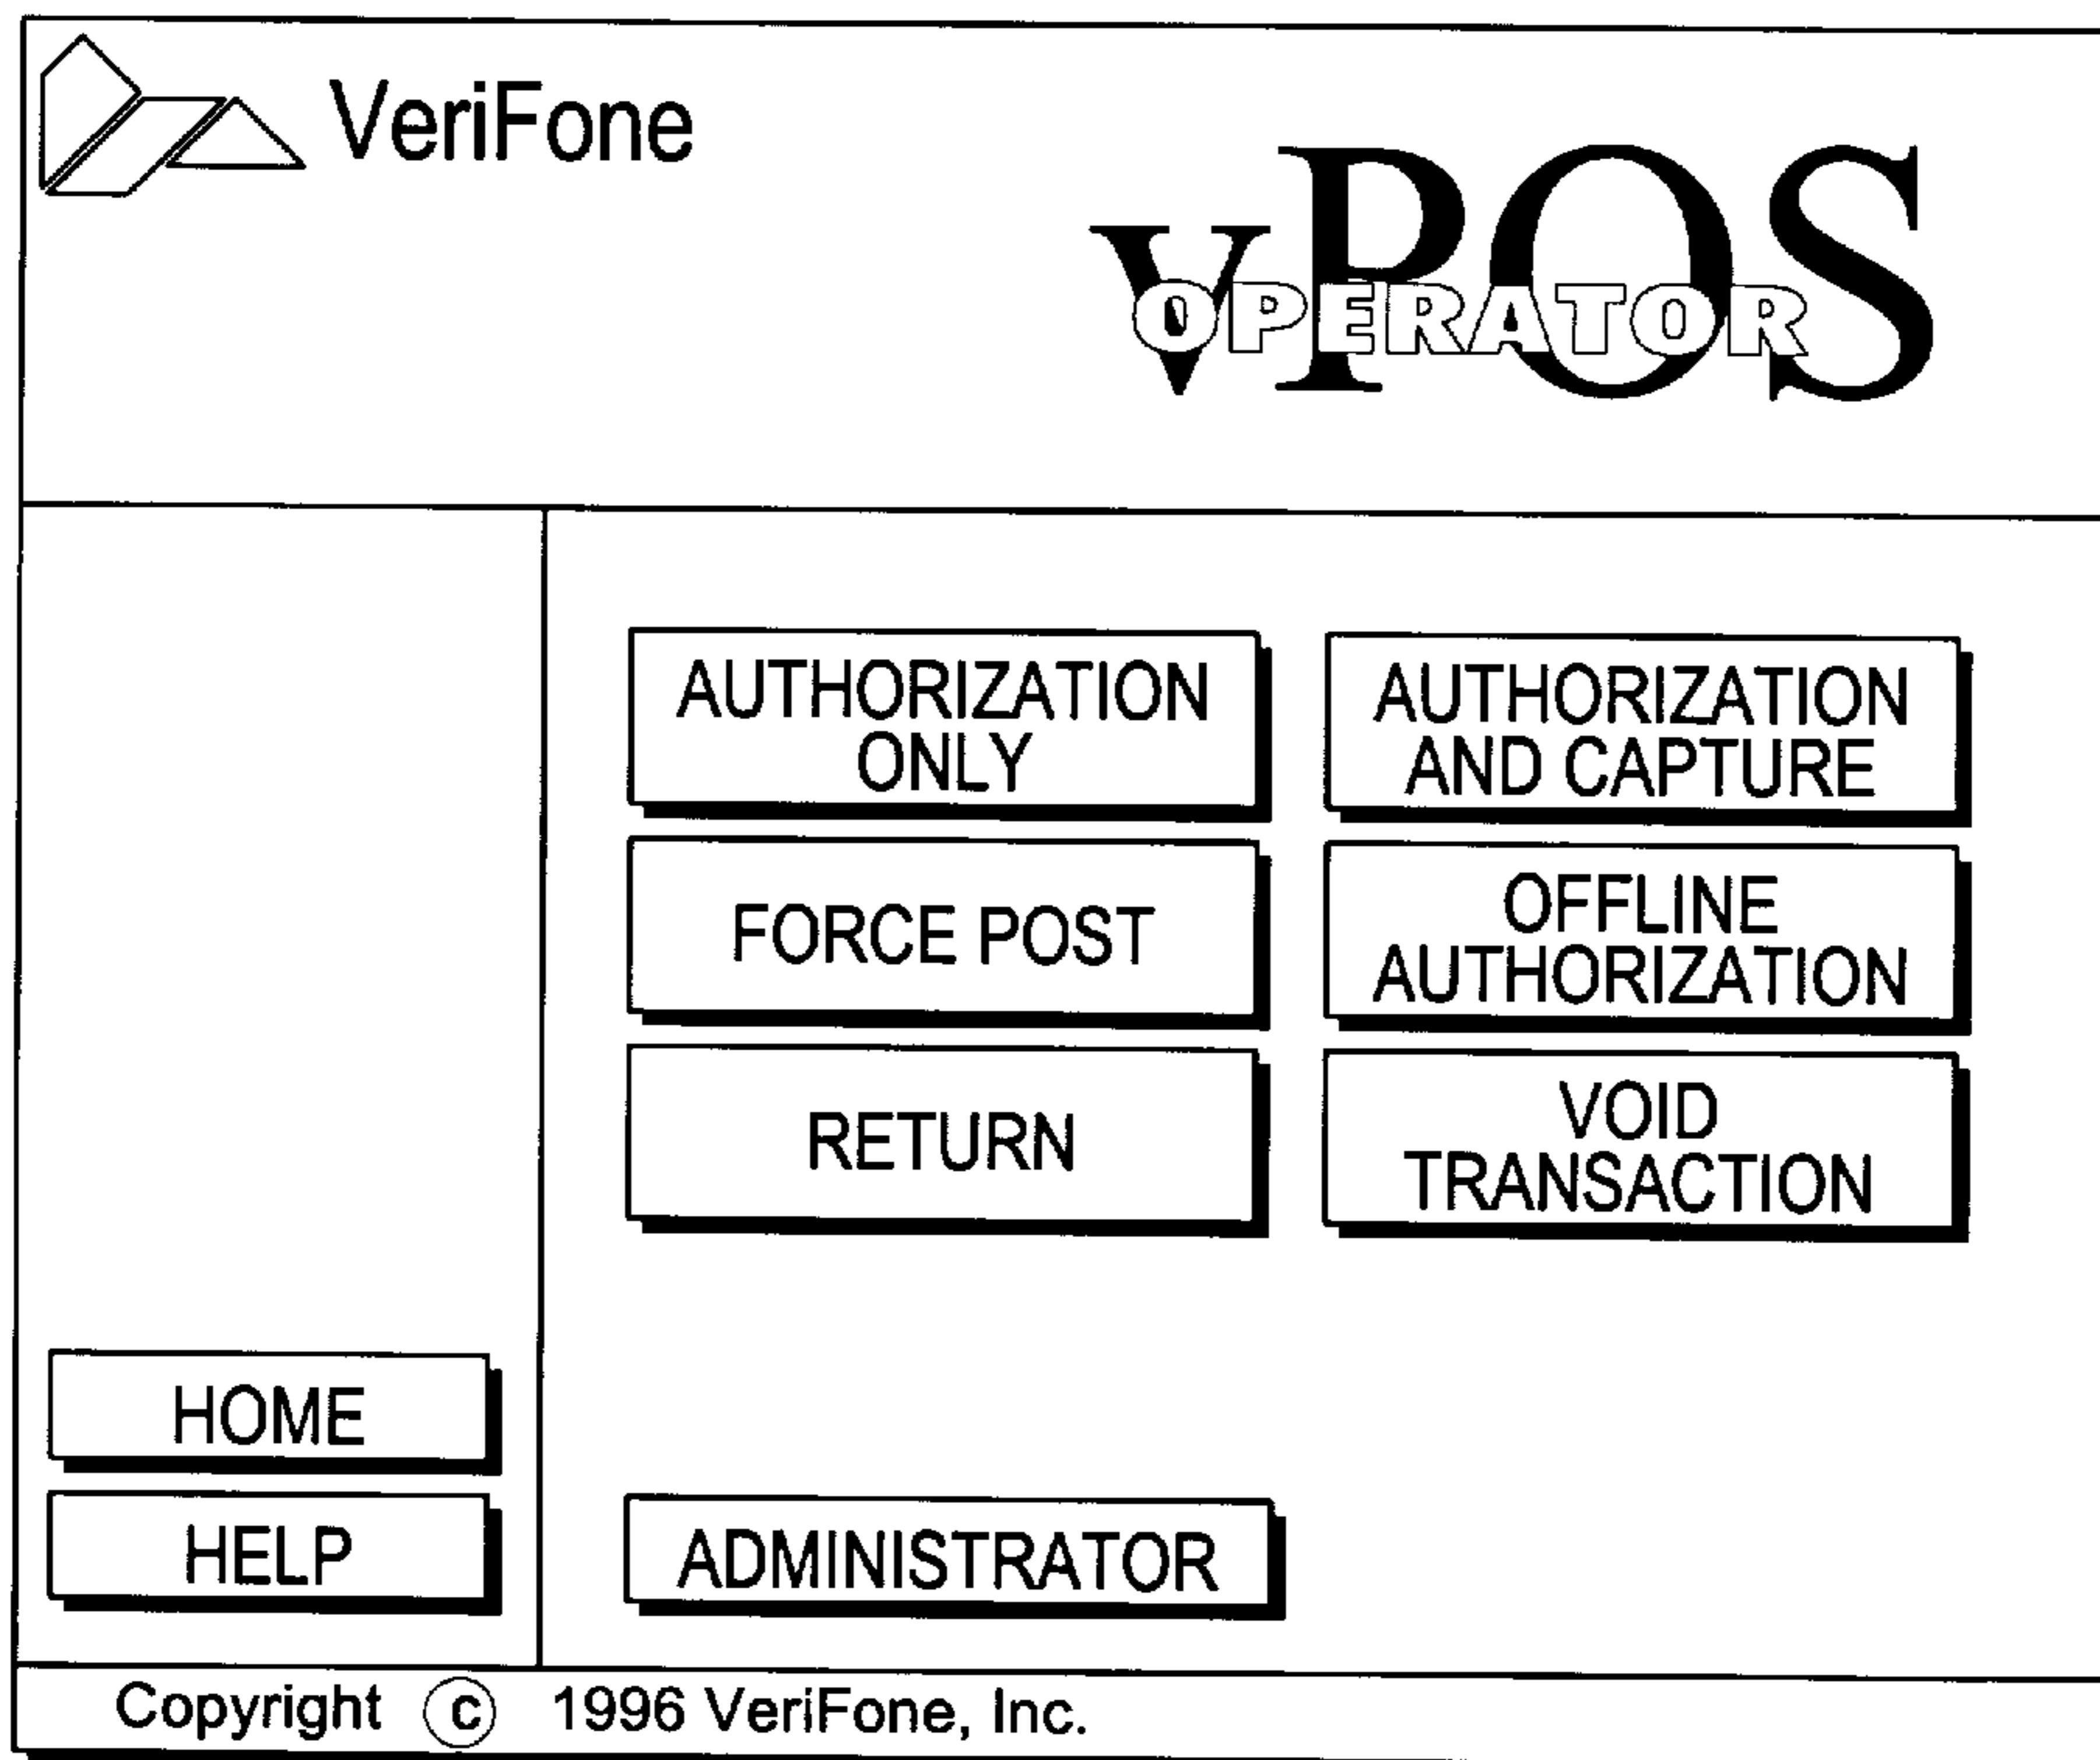 VeriFone
vPOS
OPERATOR
AUTHORIZATION
ONLY
AUTHORIZATION
AND CAPTURE
FORCE POST
OFFLINE
AUTHORIZATION
RETURN
VOID
TRANSACTION
HOME
HELP
ADMINISTRATOR
Copyright © 1996 VeriFone, Inc.